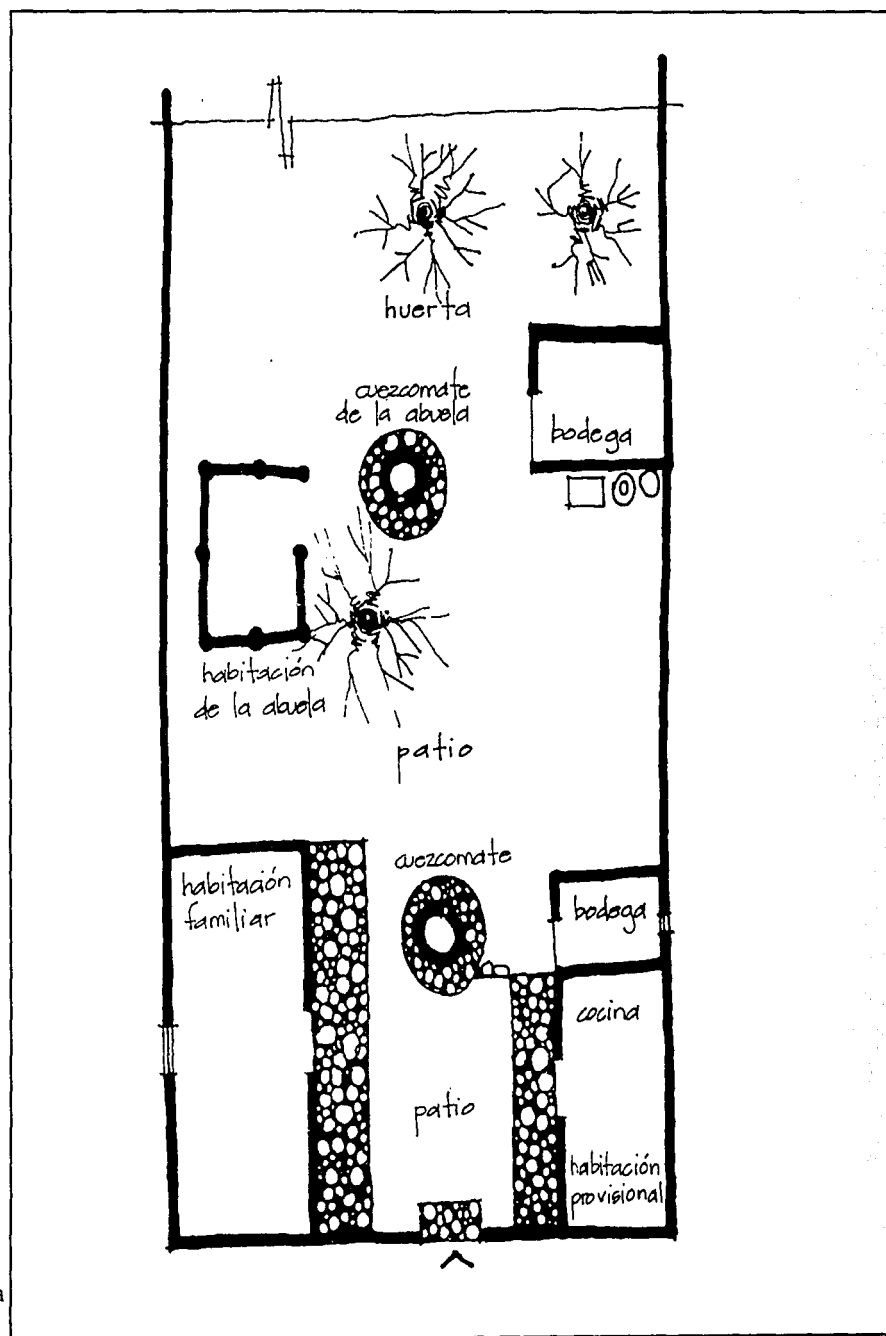 huerta
cuezcomate
de la abuela
bodega
habitación
de la abuela
patio
cuezcomate
habitación
familiar
bodega
cocina
patio
habitación
provisional
a